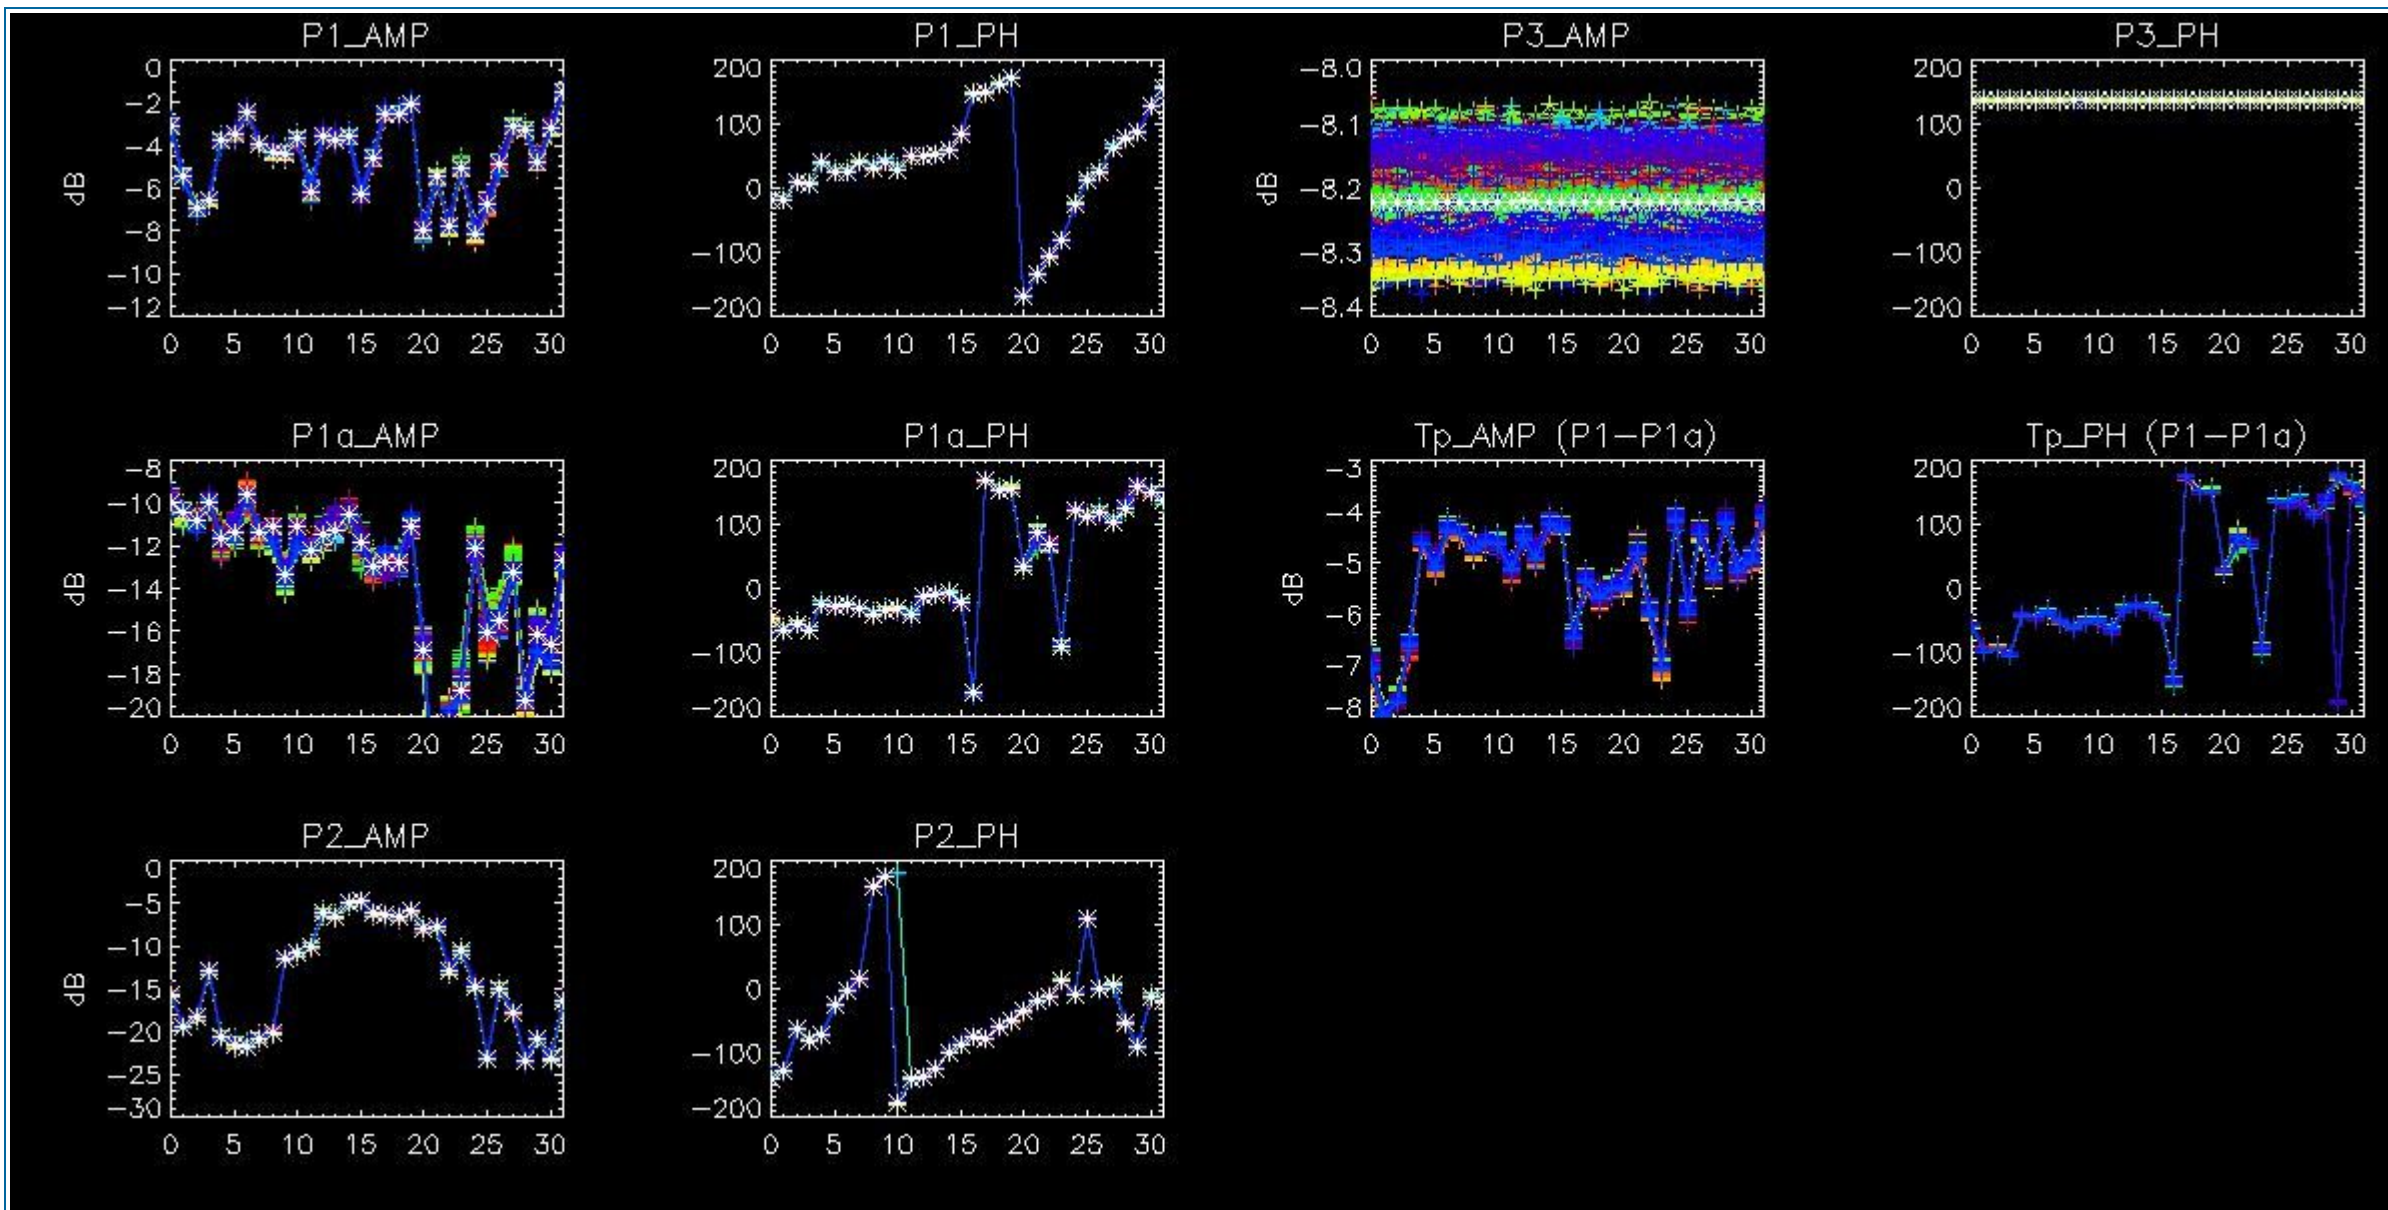 P1_AMP
P1_PH
P3_AMP
P3_PH
0
−2
−4
−6
−8
−10
−12
dB
0 5 10 15 20 25 30
200
100
0
−100
−200
0 5 10 15 20 25 30
−8.0
−8.1
−8.2
−8.3
−8.4
dB
0 5 10 15 20 25 30
200
100
0
−100
−200
0 5 10 15 20 25 30
P1a_AMP
P1a_PH
Tp_AMP (P1−P1a)
Tp_PH (P1−P1a)
−8
−10
−12
−14
−16
−18
−20
dB
0 5 10 15 20 25 30
200
100
0
−100
−200
0 5 10 15 20 25 30
−3
−4
−5
−6
−7
−8
dB
0 5 10 15 20 25 30
200
100
0
−100
−200
0 5 10 15 20 25 30
P2_AMP
P2_PH
0
−5
−10
−15
−20
−25
−30
dB
0 5 10 15 20 25 30
200
100
0
−100
−200
0 5 10 15 20 25 30